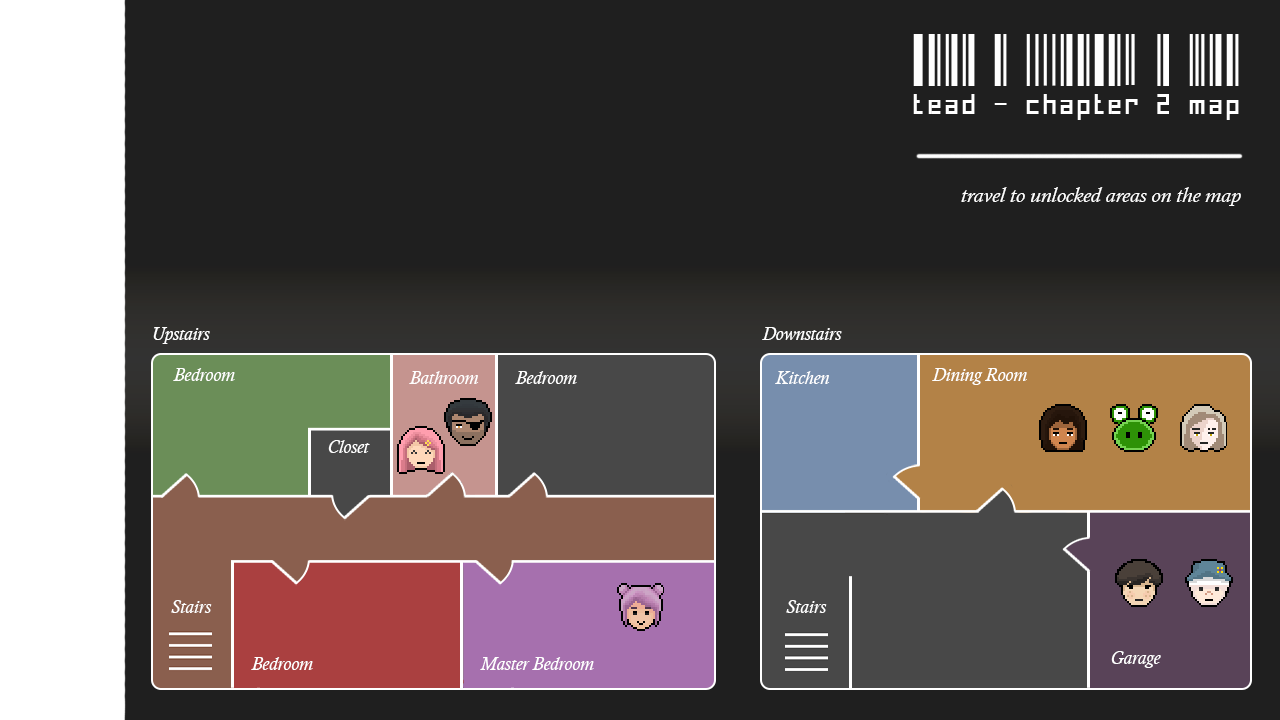 tead - chapter 2 map
travel to unlocked areas on the map
Upstairs
Bedroom
Bathroom
Bedroom
Closet
Stairs
Bedroom
Master Bedroom
Downstairs
Kitchen
Dining Room
Stairs
Garage